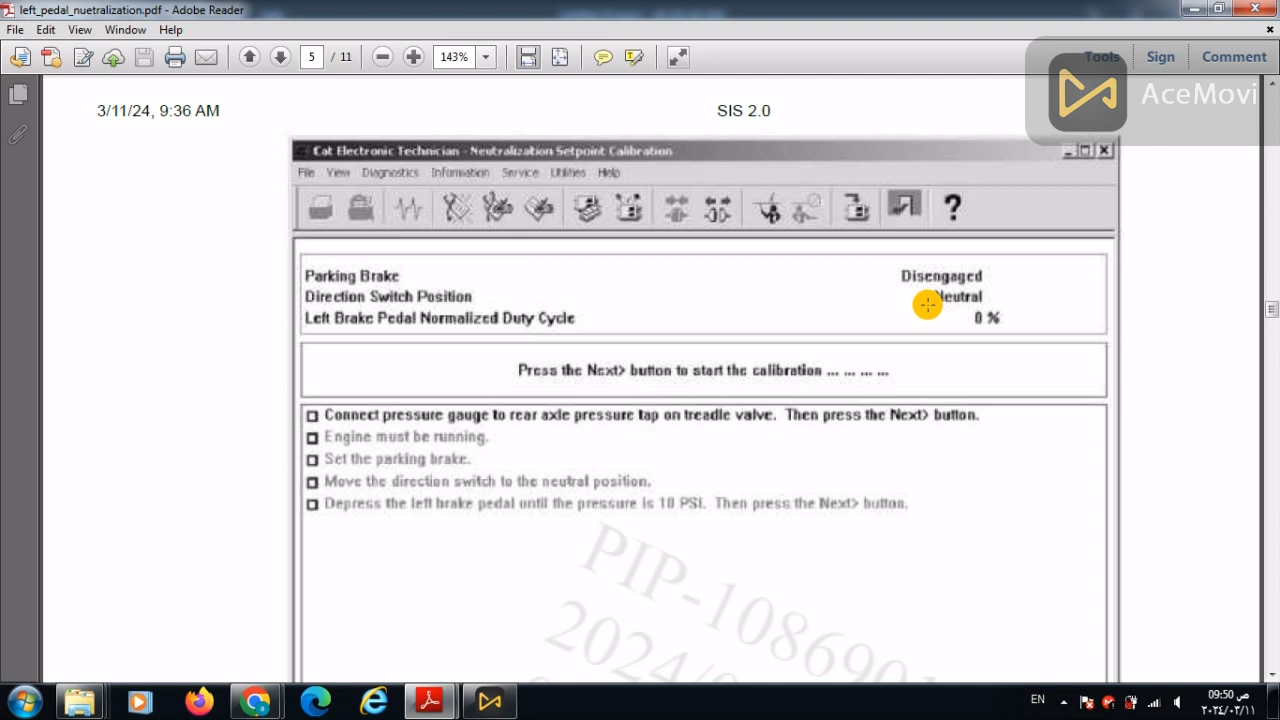 left_pedal_nuetralization.pdf - Adobe Reader
File Edit View Window Help
5 / 11 143% Tools Sign Comment
AceMovi
3/11/24, 9:36 AM SIS 2.0
Cat Electronic Technician - Neutralization Setpoint Calibration
File View Diagnostics Information Service Utilities Help
Parking Brake Disengaged
Direction Switch Position Neutral
Left Brake Pedal Normalized Duty Cycle 0 %
Press the Next> button to start the calibration ... ... ... ...
Connect pressure gauge to rear axle pressure tap on treadle valve. Then press the Next> button.
Engine must be running.
Set the parking brake.
Move the direction switch to the neutral position.
Depress the left brake pedal until the pressure is 10 PSI. Then press the Next> button.
PIP-1086901
EN
09:50 ص
٢٠٢٤/٠٣/١١